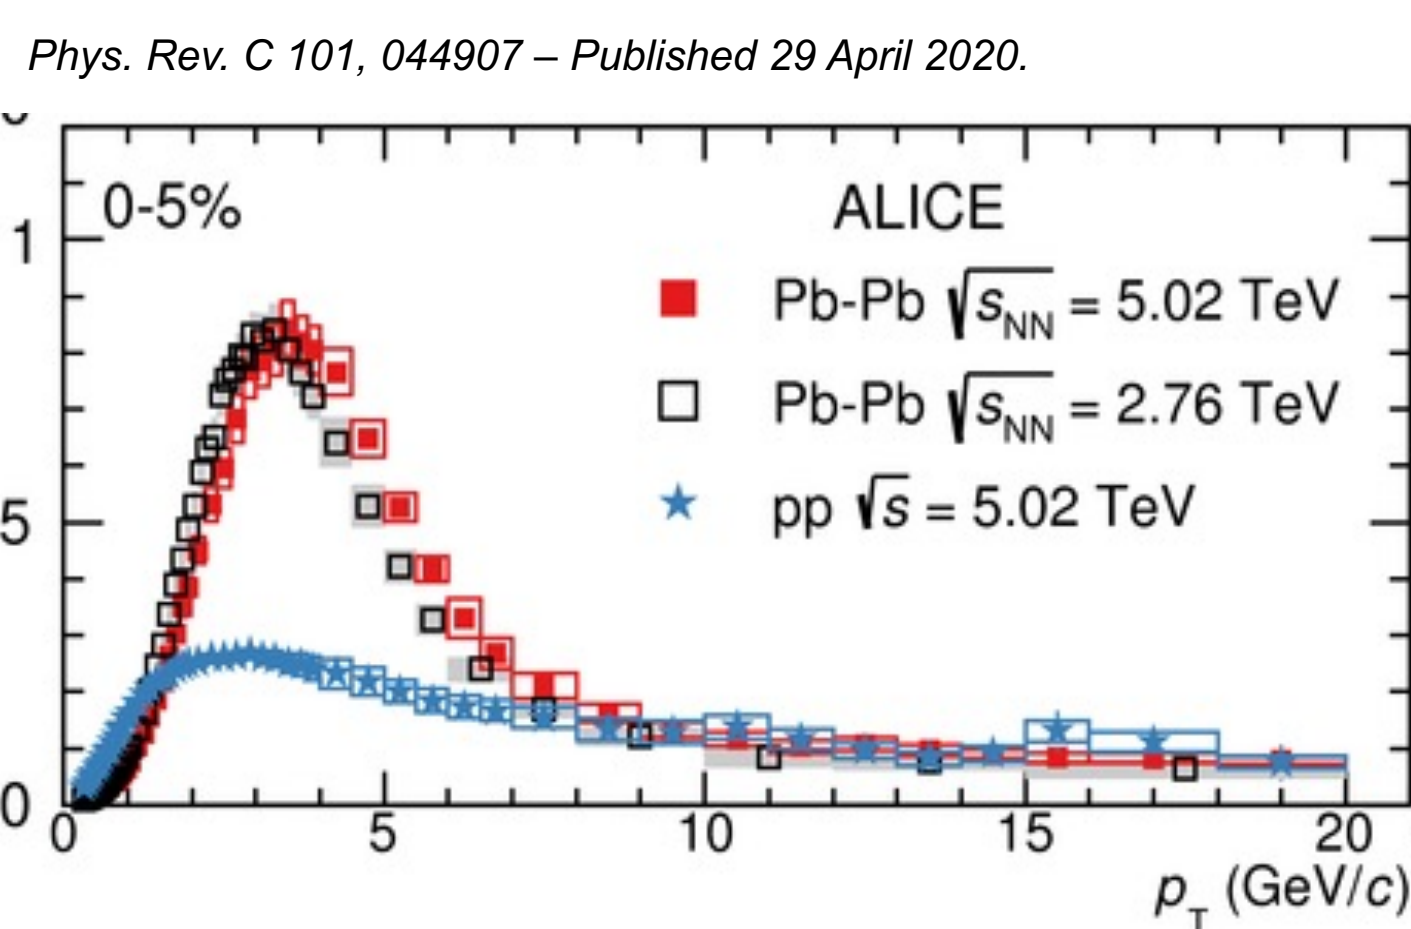 Phys. Rev. C 101, 044907 – Published 29 April 2020.
0-5%
ALICE
1
Pb-Pb √sNN = 5.02 TeV
Pb-Pb √sNN = 2.76 TeV
5
pp √s = 5.02 TeV
0
0 5 10 15 20
pT (GeV/c)